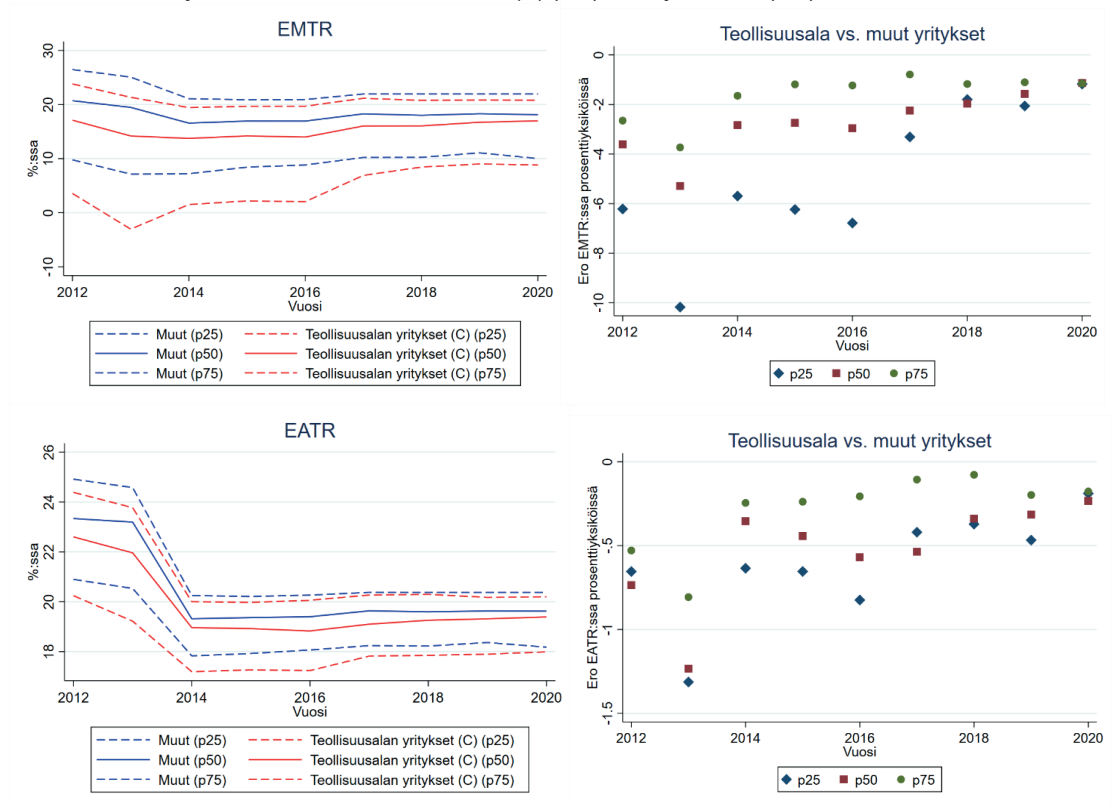 EMTR
30
20
10
0
-10
%:ssa
2012 2014 2016 2018 2020
Vuosi
Muut (p25) Teollisuusalan yritykset (C) (p25)
Muut (p50) Teollisuusalan yritykset (C) (p50)
Muut (p75) Teollisuusalan yritykset (C) (p75)
Teollisuusala vs. muut yritykset
0
-2
-4
-6
-8
-10
Ero EMTR:ssa prosenttiyksiköissä
2012 2014 2016 2018 2020
Vuosi
p25 p50 p75
EATR
26
24
22
20
18
%:ssa
2012 2014 2016 2018 2020
Vuosi
Muut (p25) Teollisuusalan yritykset (C) (p25)
Muut (p50) Teollisuusalan yritykset (C) (p50)
Muut (p75) Teollisuusalan yritykset (C) (p75)
Teollisuusala vs. muut yritykset
0
-.5
-1
-1.5
Ero EATR:ssa prosenttiyksiköissä
2012 2014 2016 2018 2020
Vuosi
p25 p50 p75